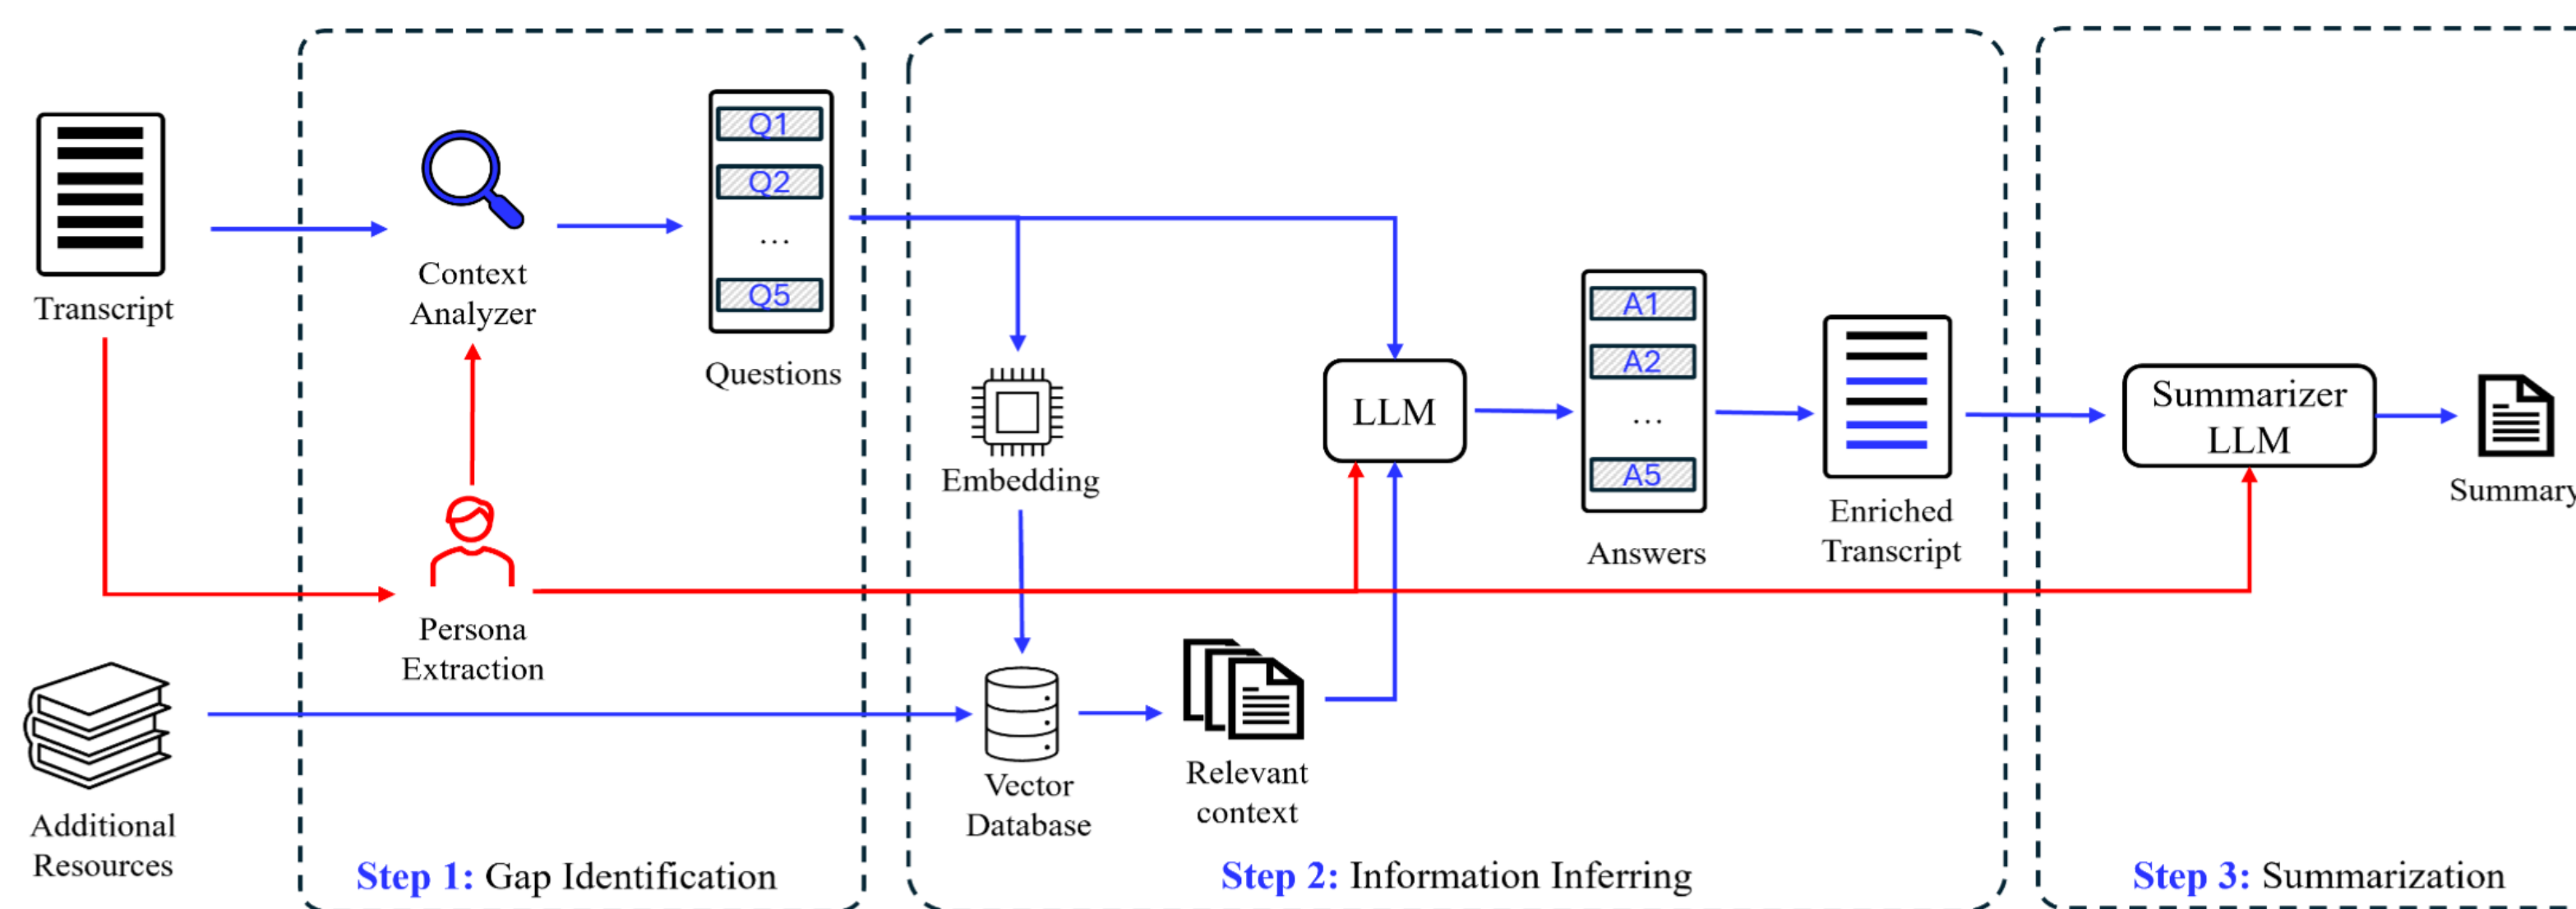 Transcript
Additional
Resources
Context
Analyzer
Persona
Extraction
Q1
Q2
...
Q5
Questions
Step 1: Gap Identification
Embedding
Vector
Database
Relevant
context
LLM
A1
A2
...
A5
Answers
Enriched
Transcript
Step 2: Information Inferring
Summarizer
LLM
Summary
Step 3: Summarization